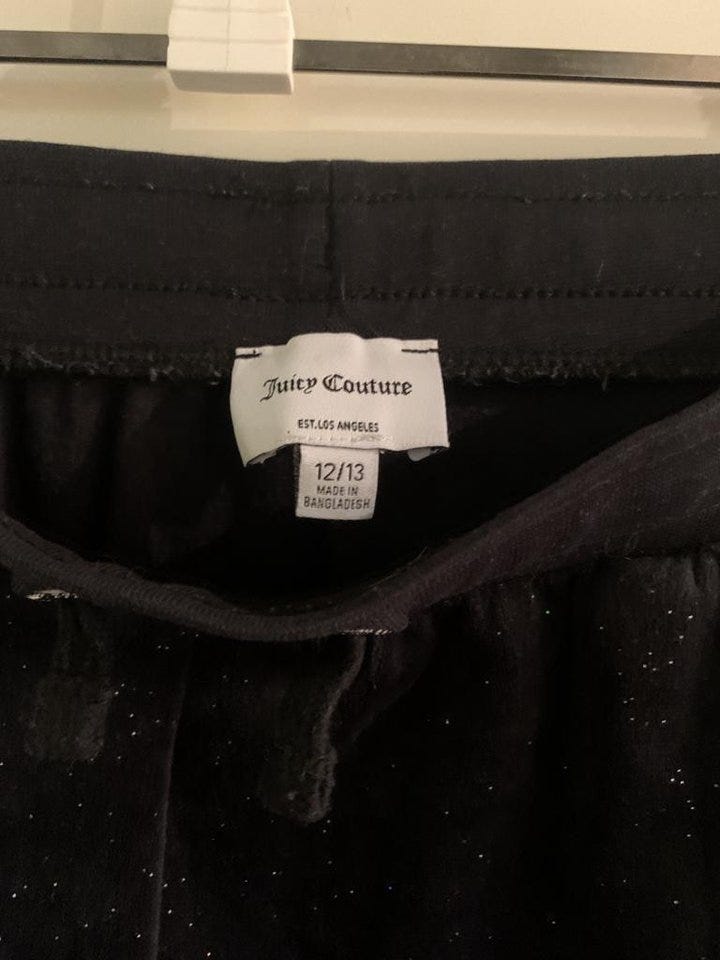 Juicy Couture
EST.LOS ANGELES
12/13
MADE IN
BANGLADESH